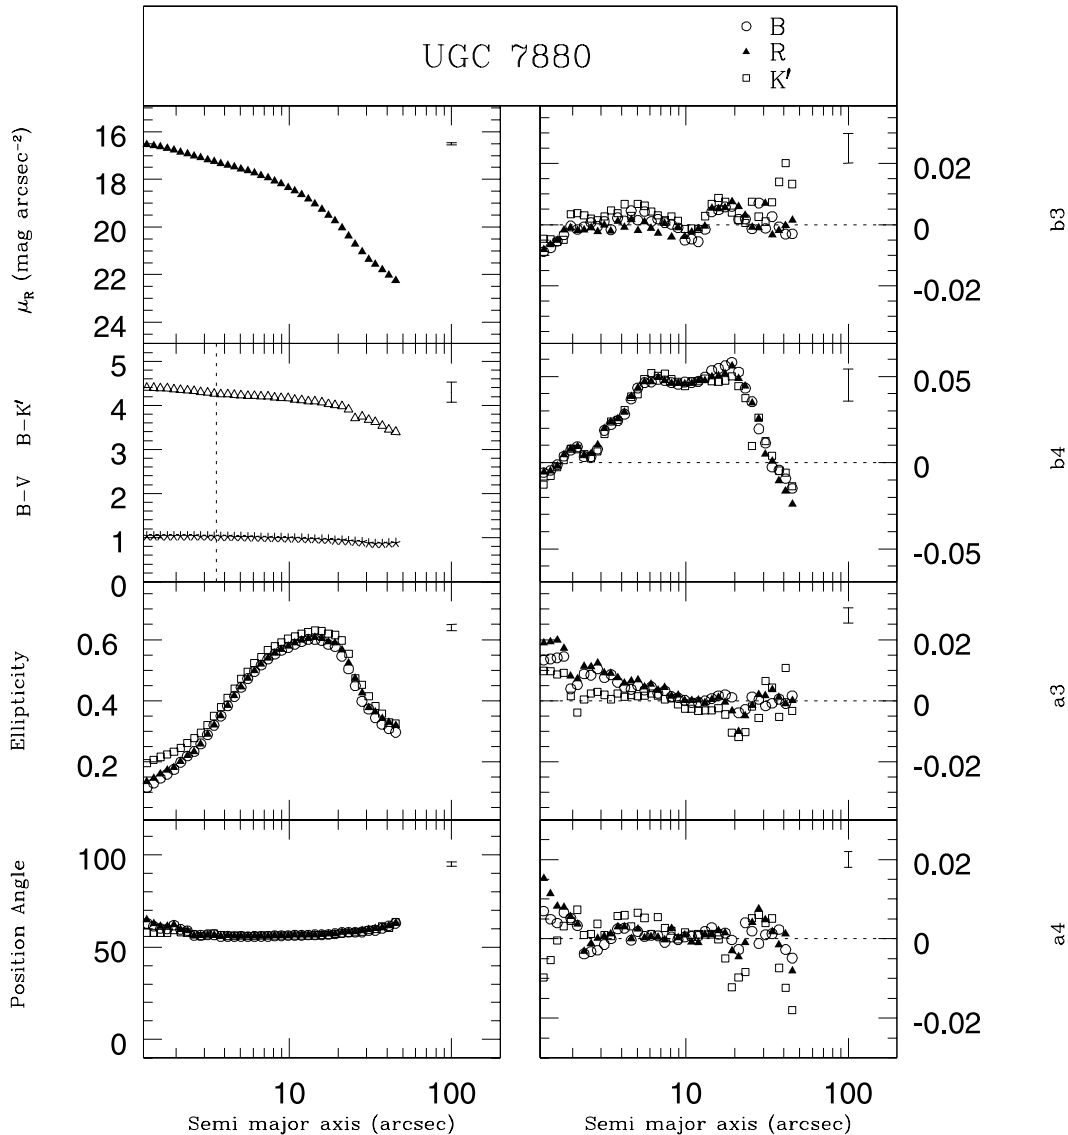 UGC 7880
B
R
K'
μR (mag arcsec−2)
16
18
20
22
24
B−V B−K'
5
4
3
2
1
0
Ellipticity
0.6
0.4
0.2
Position Angle
100
50
0
10
100
Semi major axis (arcsec)
0.02
0
-0.02
b3
0.05
0
-0.05
b4
0.02
0
-0.02
a3
0.02
0
-0.02
a4
10
100
Semi major axis (arcsec)